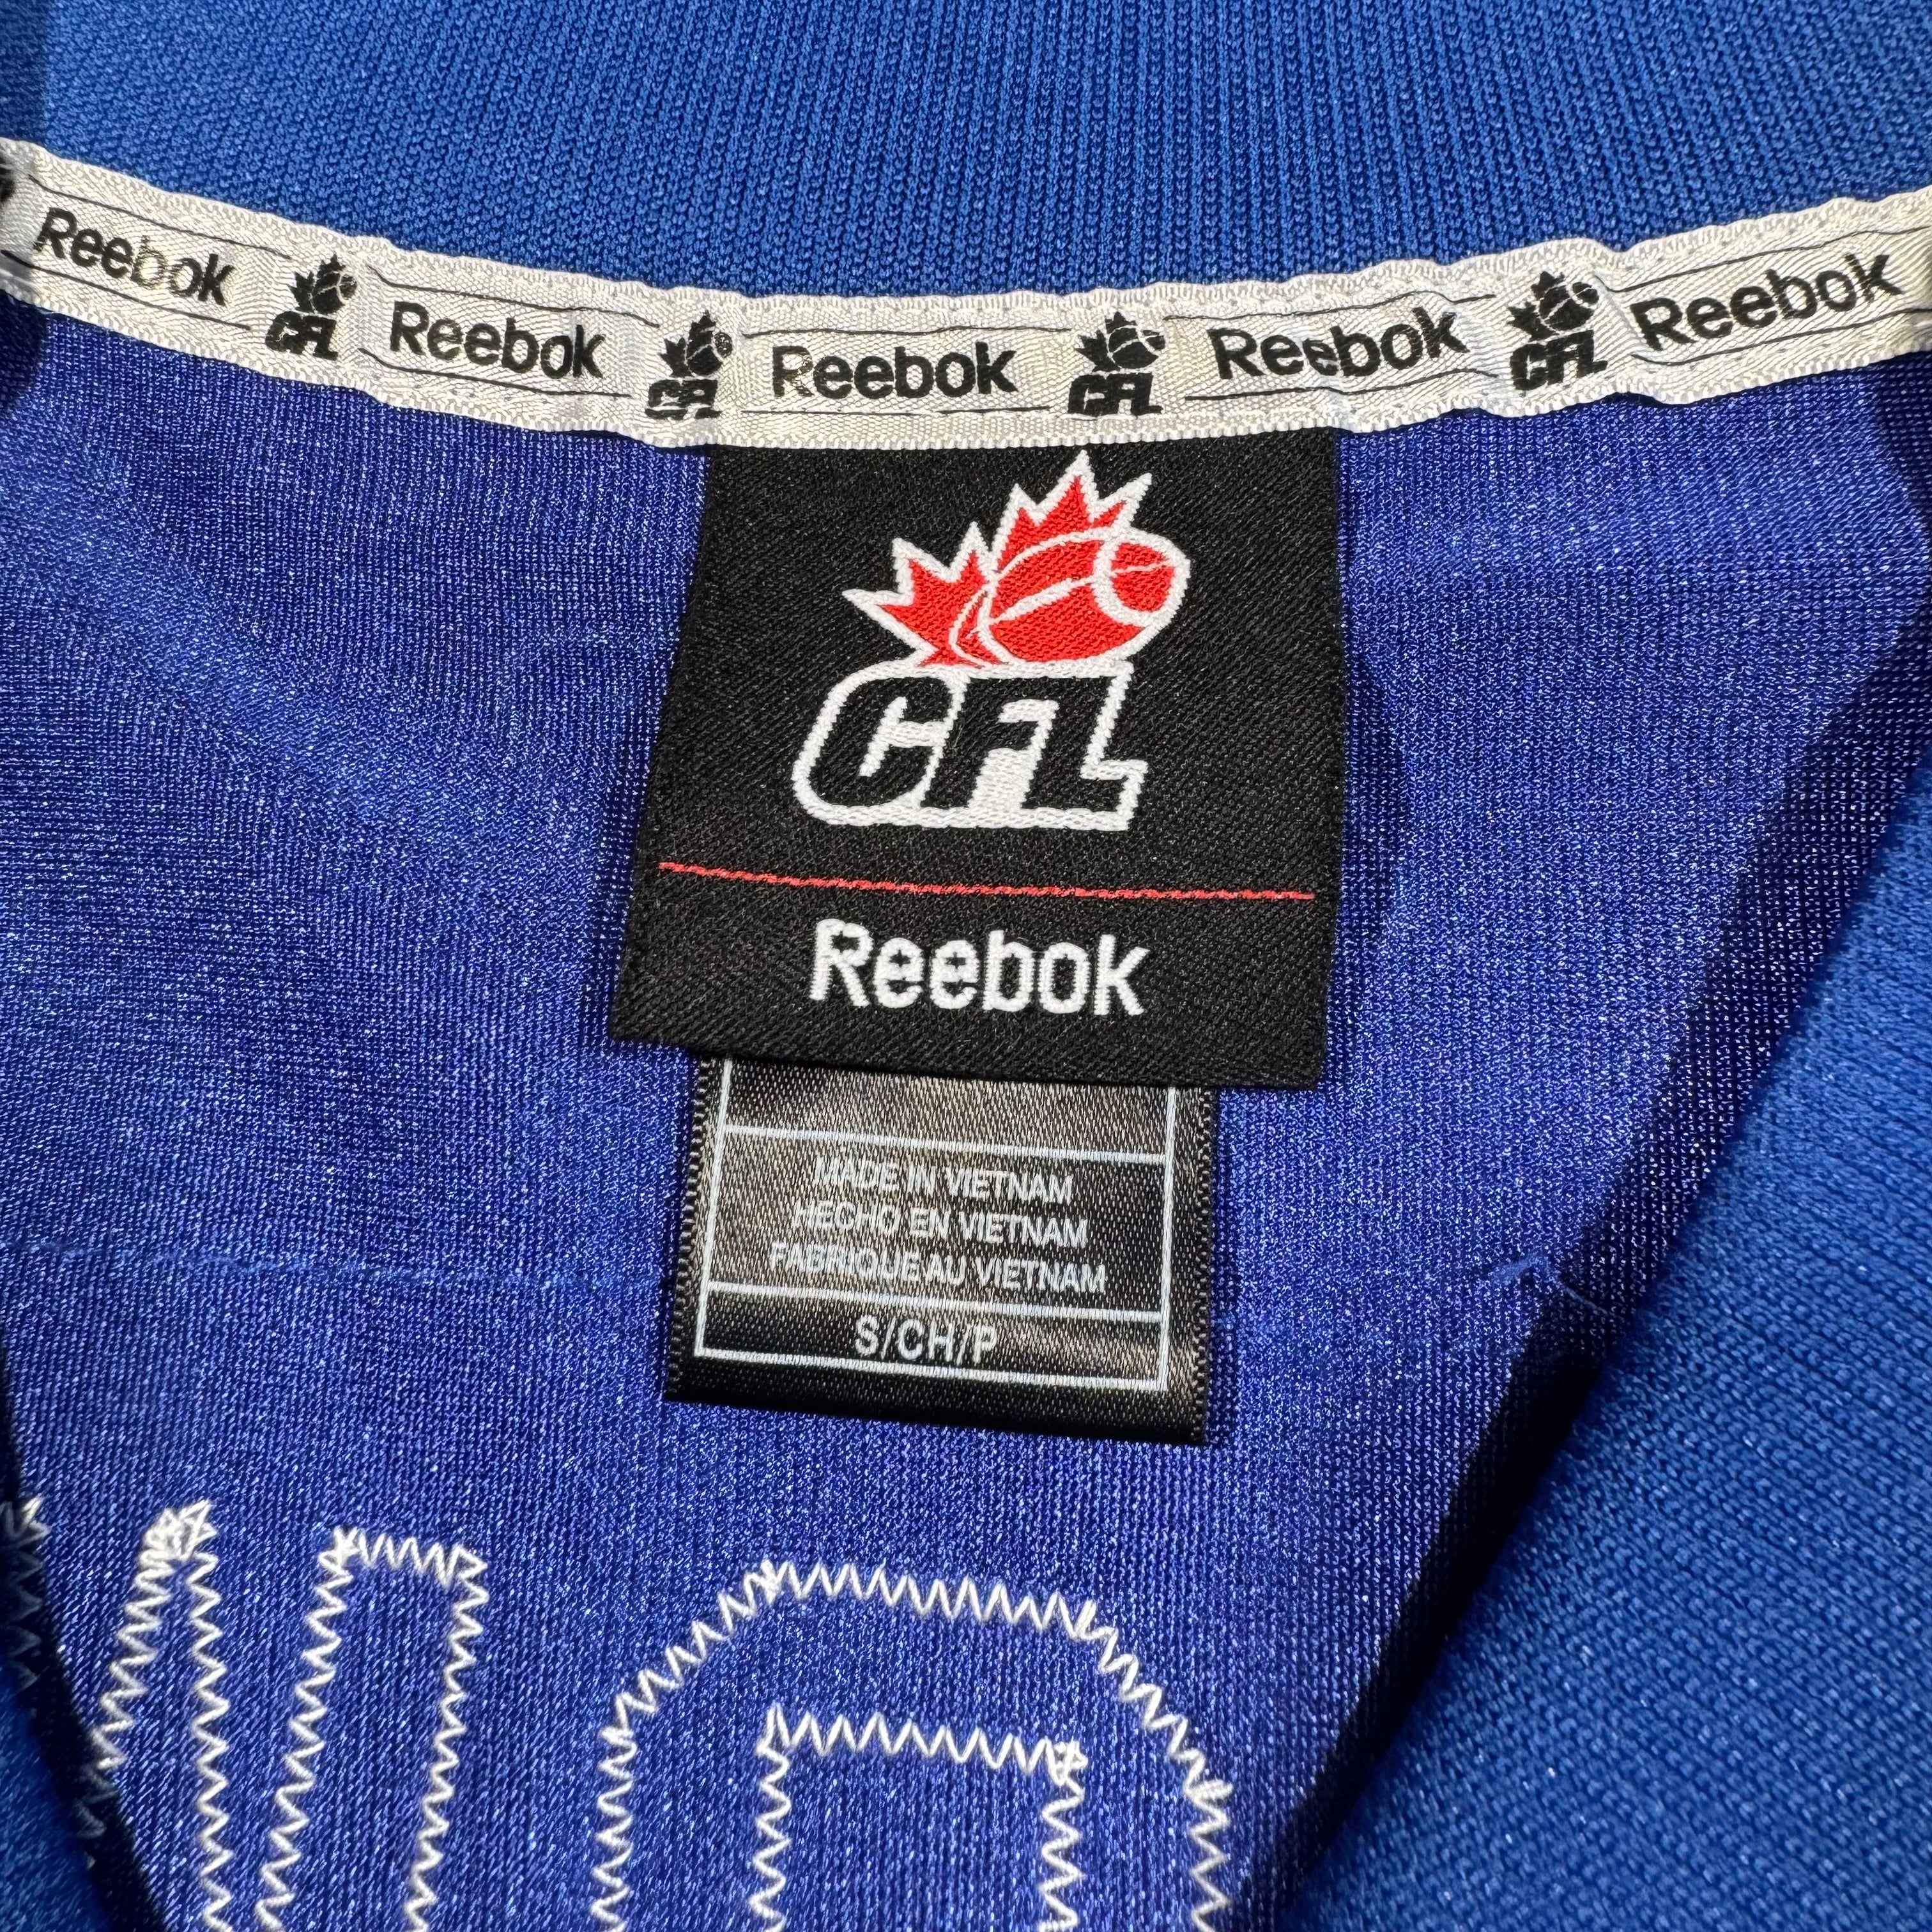 Reebok CFL Reebok CFL Reebok CFL Reebok CFL Reebok
CFL
Reebok
MADE IN VIETNAM
HECHO EN VIETNAM
FABRIQUE AU VIETNAM
S/CH/P